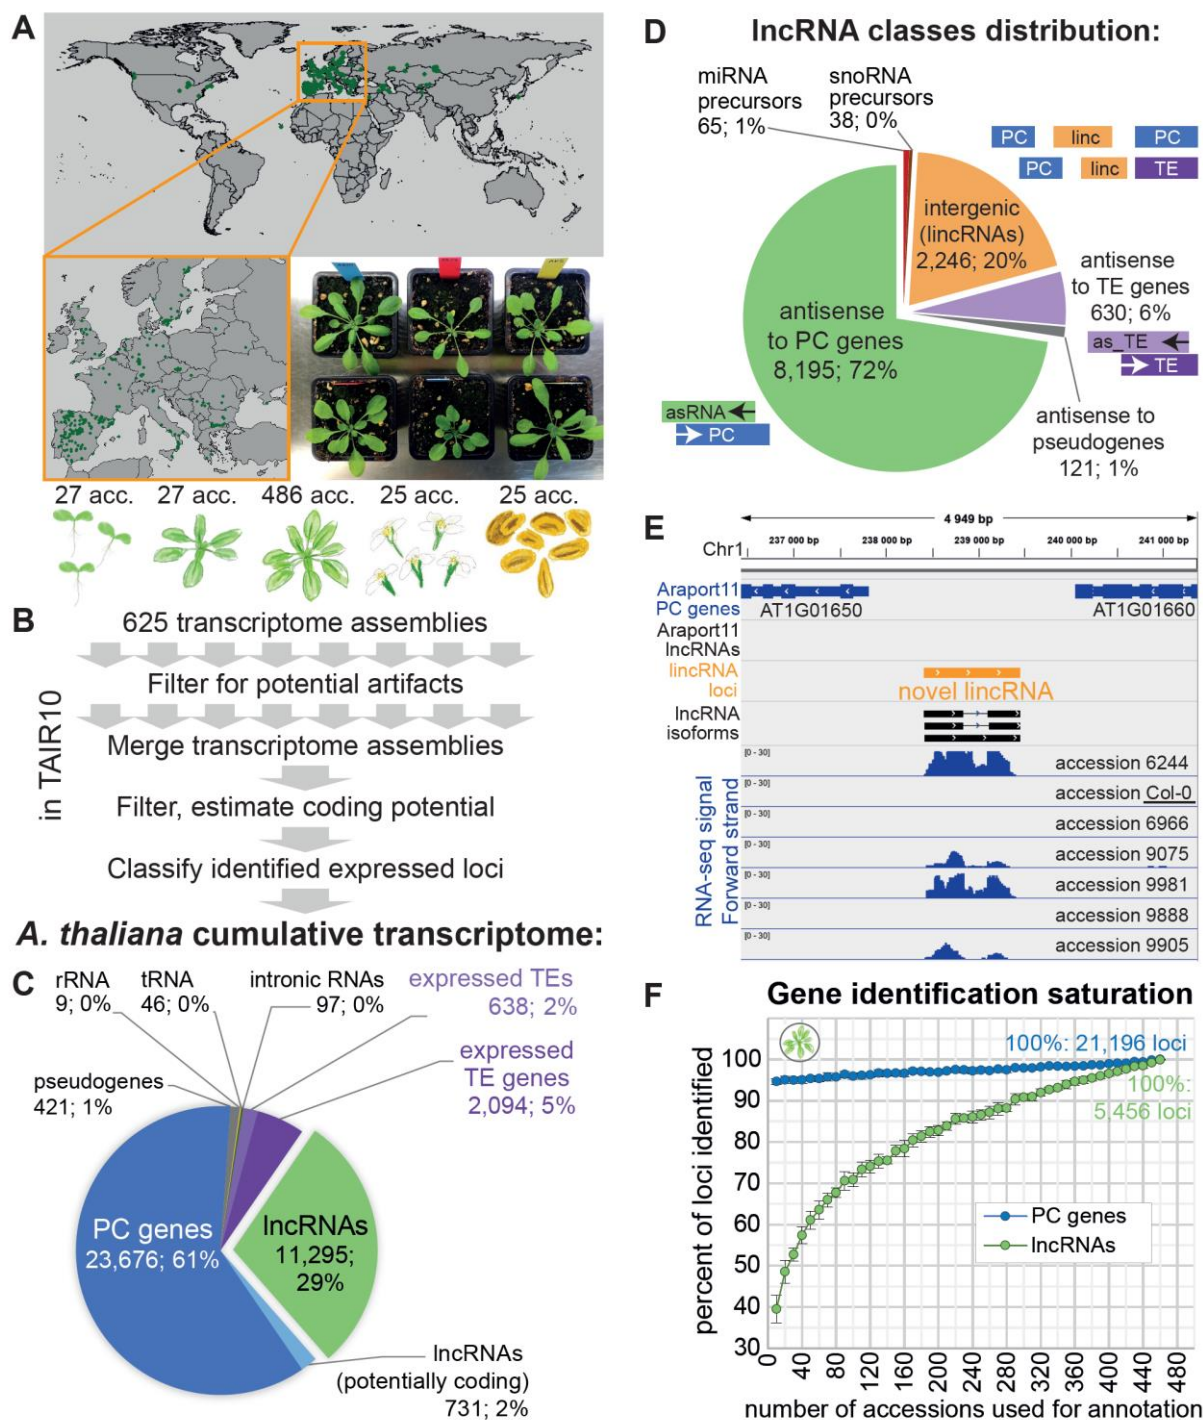 A
27 acc.
27 acc.
486 acc.
25 acc.
25 acc.
B
in TAIR10
625 transcriptome assemblies
Filter for potential artifacts
Merge transcriptome assemblies
Filter, estimate coding potential
Classify identified expressed loci
A. thaliana cumulative transcriptome:
C
rRNA
9; 0%
tRNA
46; 0%
intronic RNAs
97; 0%
expressed TEs
638; 2%
pseudogenes
421; 1%
expressed
TE genes
2,094; 5%
PC genes
23,676; 61%
lncRNAs
11,295;
29%
lncRNAs
(potentially coding)
731; 2%
D
lncRNA classes distribution:
miRNA
precursors
65; 1%
snoRNA
precursors
38; 0%
PC linc PC
PC linc TE
intergenic
(lincRNAs)
2,246; 20%
antisense
to TE genes
630; 6%
as_TE
TE
antisense
to PC genes
8,195; 72%
asRNA
PC
antisense to
pseudogenes
121; 1%
E
4 949 bp
Chr1
237 000 bp 238 000 bp 239 000 bp 240 000 bp 241 000 bp
Araport11
PC genes
AT1G01650
AT1G01660
Araport11
lncRNAs
lincRNA
loci
novel lincRNA
lncRNA
isoforms
RNA-seq signal
Forward strand
[0 - 30] accession 6244
[0 - 30] accession Col-0
[0 - 30] accession 6966
[0 - 30] accession 9075
[0 - 30] accession 9981
[0 - 30] accession 9888
[0 - 30] accession 9905
F
Gene identification saturation
100%: 21,196 loci
100%:
5,456 loci
percent of loci identified
100
90
80
70
60
50
40
30
PC genes
lncRNAs
0 40 80 120 160 200 240 280 320 360 400 440 480
number of accessions used for annotation